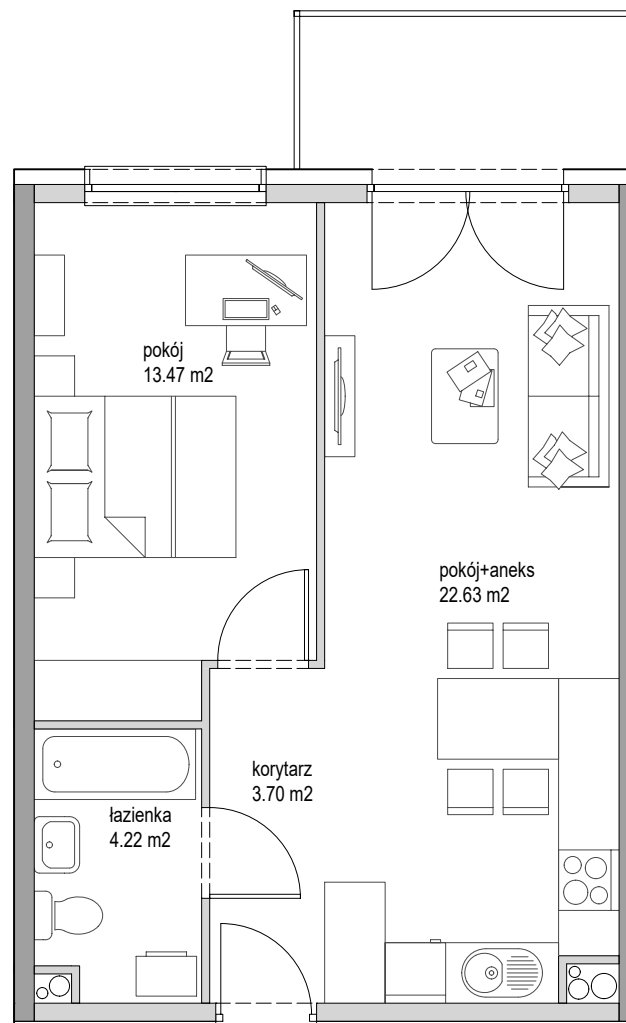 pokój
13.47 m2
pokój+aneks
22.63 m2
korytarz
3.70 m2
łazienka
4.22 m2